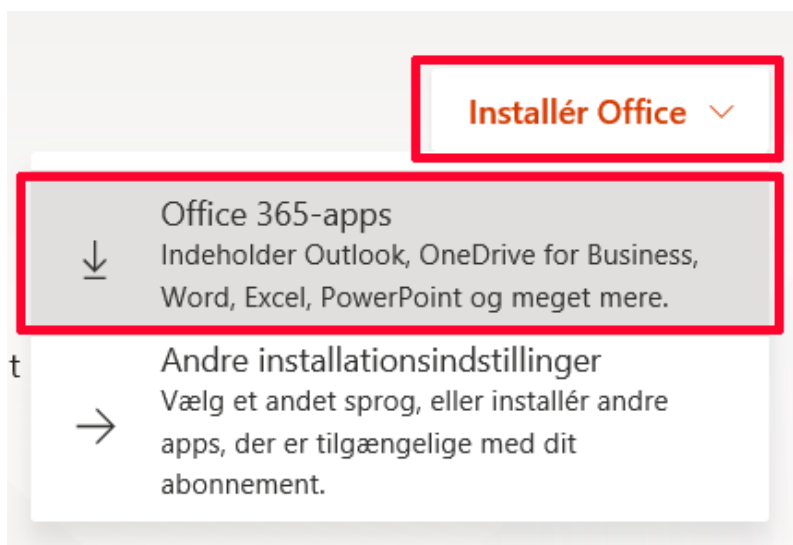 Installér Office
Office 365-apps
Indeholder Outlook, OneDrive for Business,
Word, Excel, PowerPoint og meget mere.
t
Andre installationsindstillinger
Vælg et andet sprog, eller installér andre
apps, der er tilgængelige med dit
abonnement.